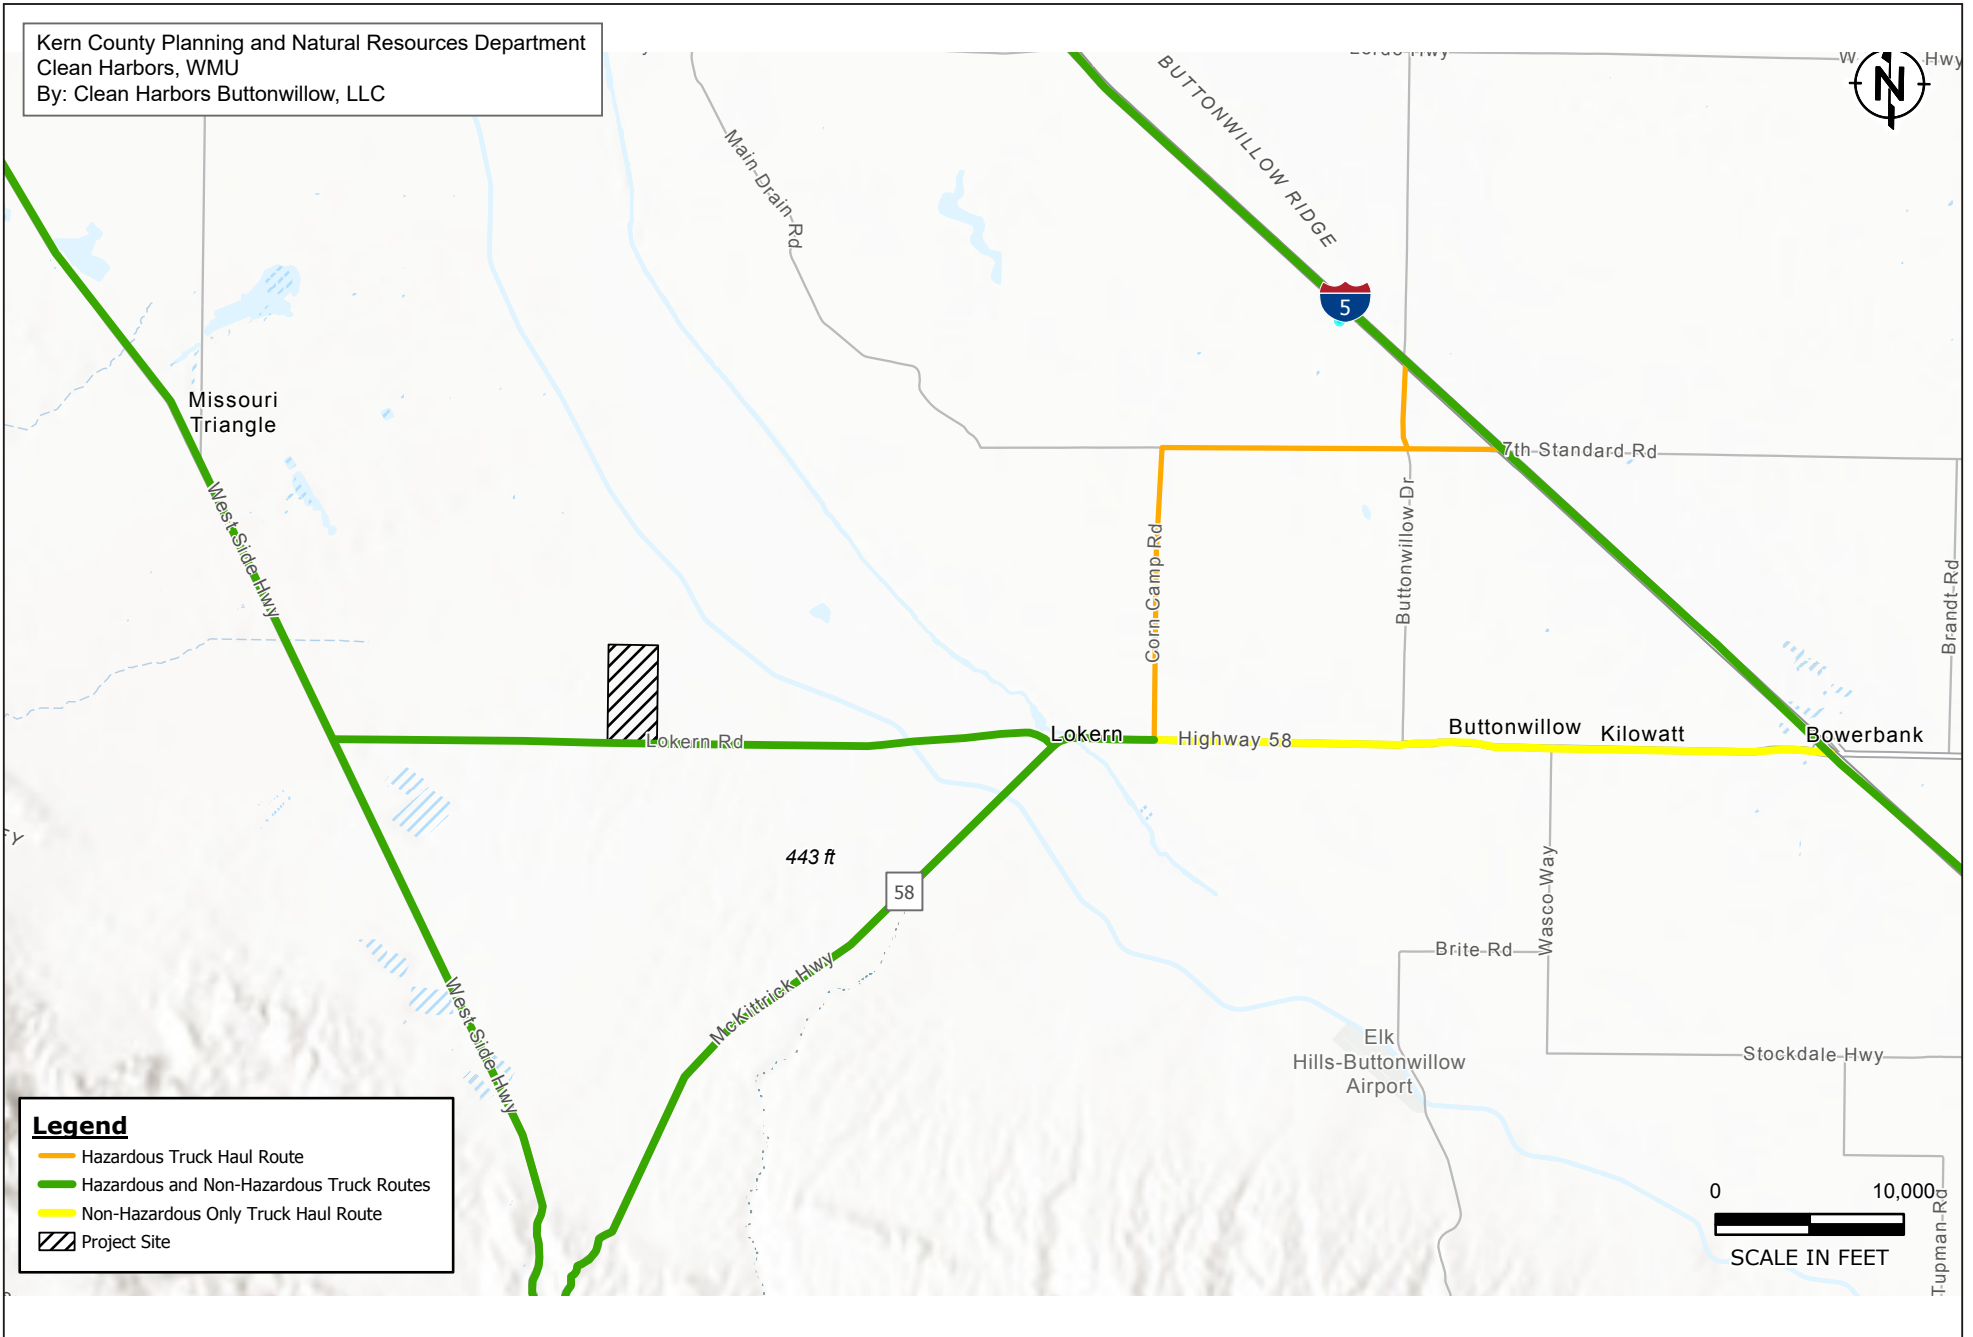 Kern County Planning and Natural Resources Department
Clean Harbors, WMU
By: Clean Harbors Buttonwillow, LLC
Hwy
W
Hwy
N
BUTTONWILLOW RIDGE
Main Drain Rd
5
Missouri
Triangle
7th Standard Rd
West Side Hwy
Buttonwillow Dr
Corn Camp Rd
Brandt Rd
Lokern Rd
Lokern
Highway 58
Buttonwillow
Kilowatt
Bowerbank
443 ft
58
Wasco Way
Brite Rd
McKittrick Hwy
West Side Hwy
Elk
Hills-Buttonwillow
Airport
Stockdale Hwy
Tupman Rd
Legend
Hazardous Truck Haul Route
Hazardous and Non-Hazardous Truck Routes
Non-Hazardous Only Truck Haul Route
Project Site
0 10,000
SCALE IN FEET